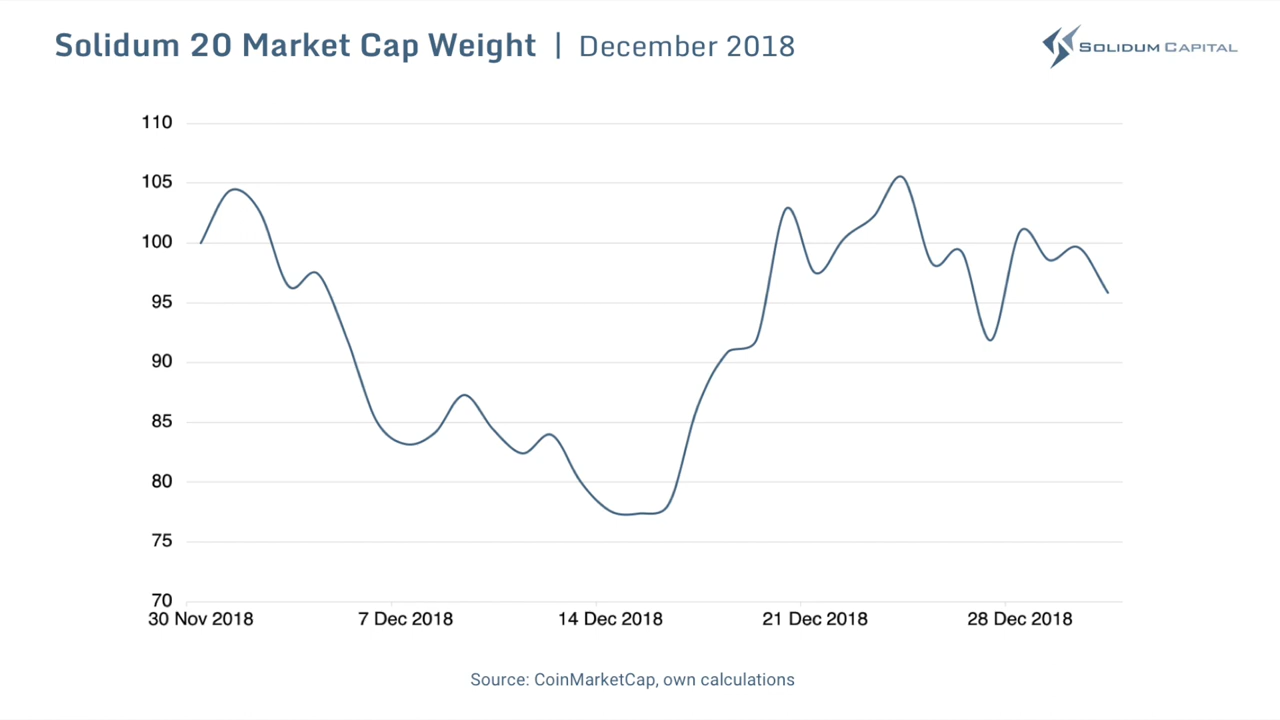 Solidum 20 Market Cap Weight | December 2018
SOLIDUM CAPITAL
110
105
100
95
90
85
80
75
70
30 Nov 2018 7 Dec 2018 14 Dec 2018 21 Dec 2018 28 Dec 2018
Source: CoinMarketCap, own calculations